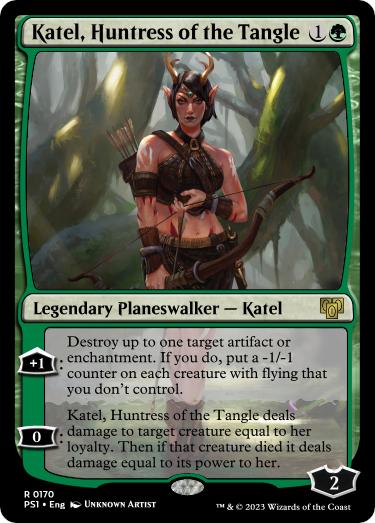 Katel, Huntress of the Tangle 1
Legendary Planeswalker — Katel
+1
Destroy up to one target artifact or
enchantment. If you do, put a -1/-1
counter on each creature with flying that
you don't control.
0
Katel, Huntress of the Tangle deals
damage to target creature equal to her
loyalty. Then if that creature died it deals
damage equal to its power to her.
2
R 0170
PS1 • Eng Unknown Artist
™ & © 2023 Wizards of the Coast